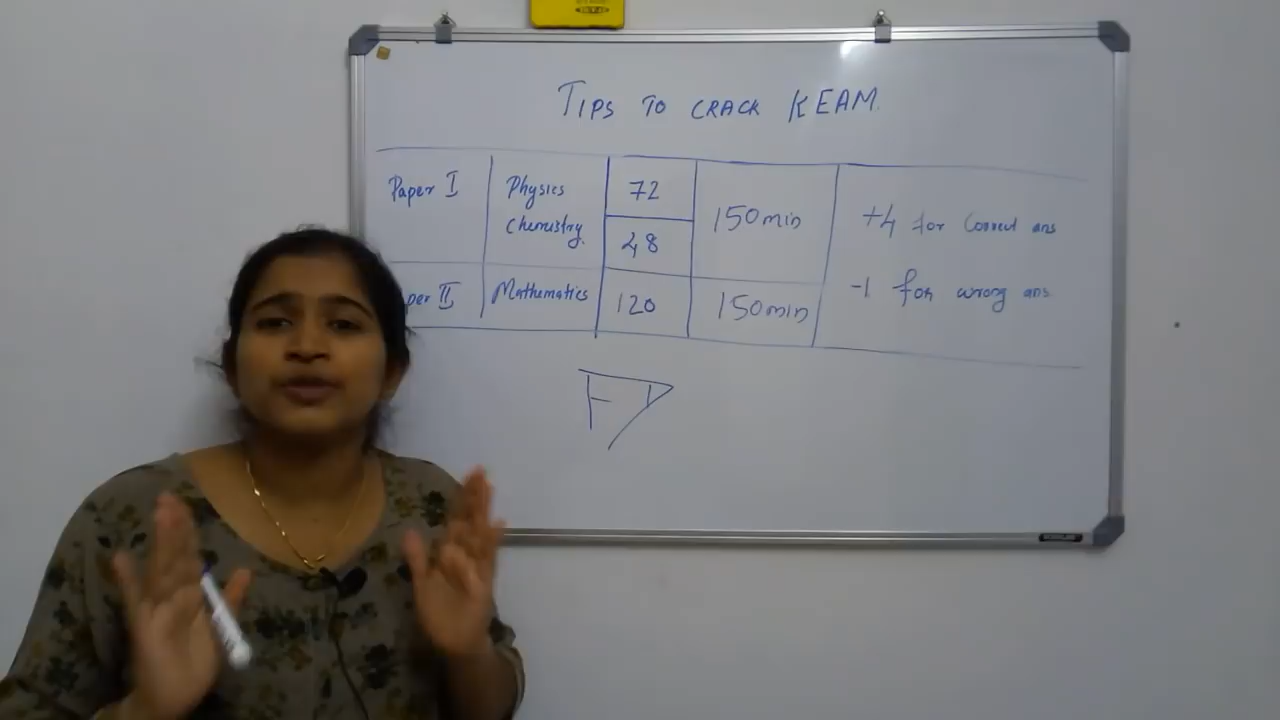 TIPS TO CRACK KEAM.
Paper I
Physics
Chemistry.
72
48
150min
+4 for Correct ans
-1 for wrong ans.
per II
Mathematics
120
150min